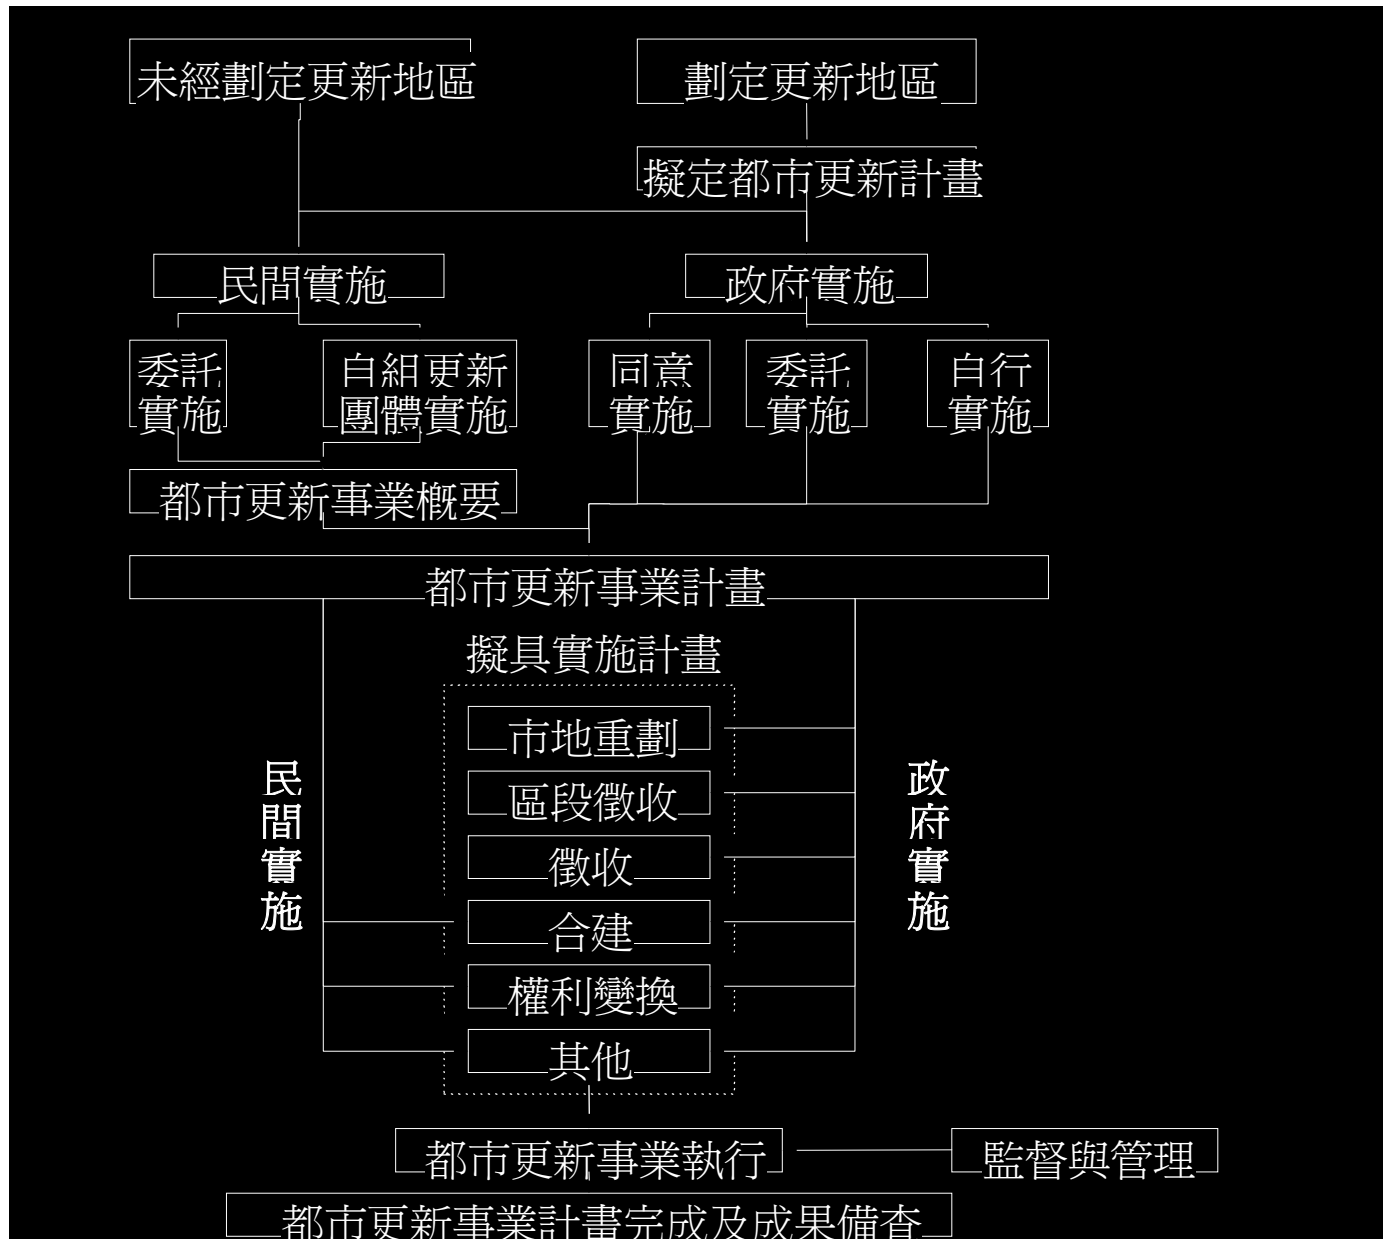 未經劃定更新地區
劃定更新地區
擬定都市更新計畫
民間實施
政府實施
委託
實施
自組更新
團體實施
同意
實施
委託
實施
自行
實施
都市更新事業概要
都市更新事業計畫
擬具實施計畫
市地重劃
區段徵收
徵收
合建
權利變換
其他
民間實施
政府實施
都市更新事業執行
監督與管理
都市更新事業計畫完成及成果備查